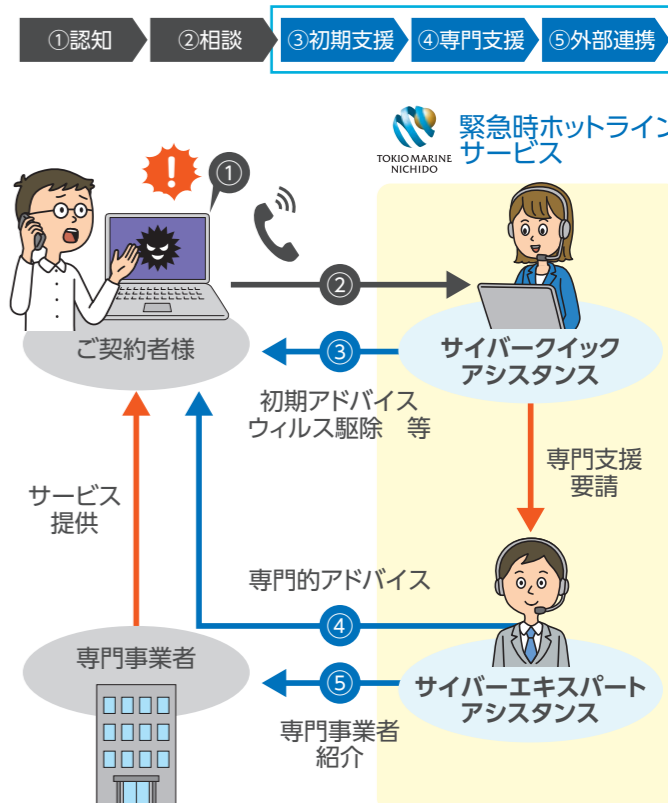 ①認知
②相談
③初期支援
④専門支援
⑤外部連携
TOKIO MARINE
NICHIDO
緊急時ホットライン
サービス
①
②
ご契約者様
③
サイバークイック
アシスタンス
初期アドバイス
ウィルス駆除　等
専門支援
要請
サービス
提供
専門的アドバイス
④
専門事業者
⑤
サイバーエキスパート
アシスタンス
専門事業者
紹介